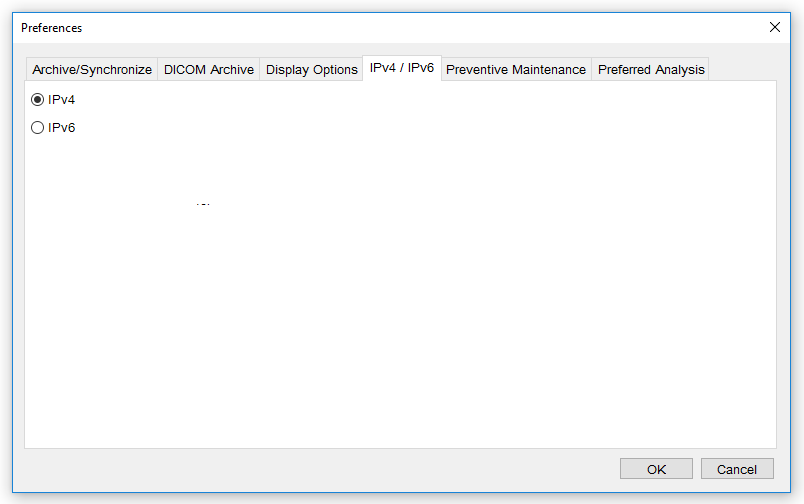 Preferences
Archive/Synchronize DICOM Archive Display Options IPv4 / IPv6 Preventive Maintenance Preferred Analysis
IPv4
IPv6
OK Cancel